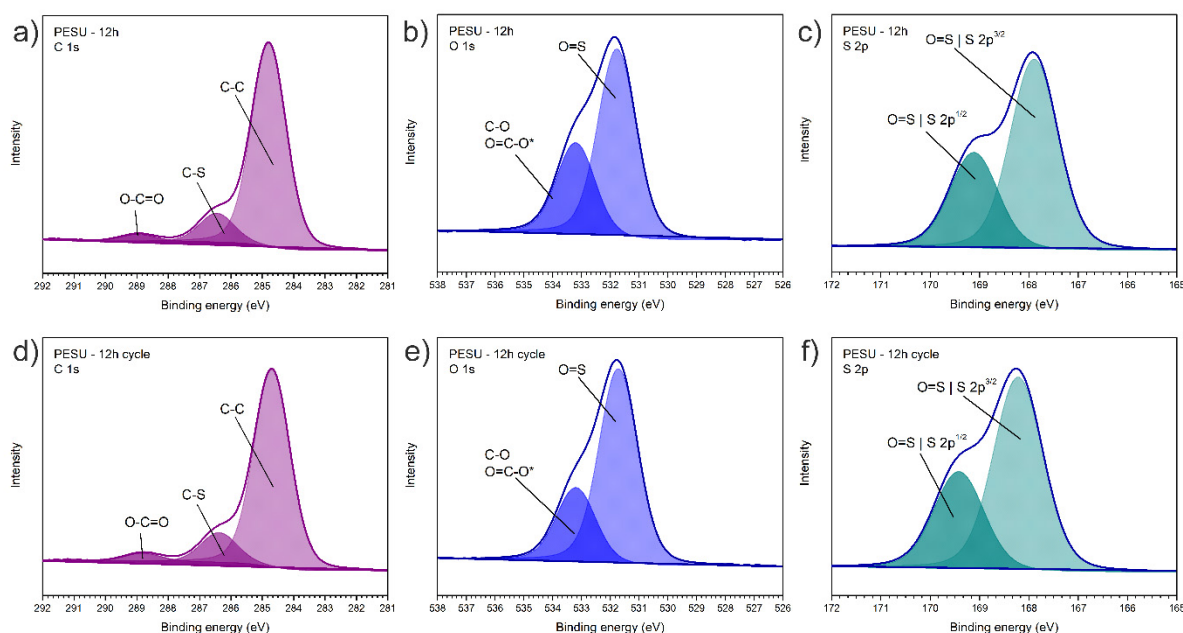 a)
PESU - 12h
C 1s
C-C
C-S
O-C=O
Intensity
292 291 290 289 288 287 286 285 284 283 282 281
Binding energy (eV)
b)
PESU - 12h
O 1s
O=S
C-O
O=C-O*
Intensity
538 537 536 535 534 533 532 531 530 529 528 527 526
Binding energy (eV)
c)
PESU - 12h
S 2p
O=S | S 2p3/2
O=S | S 2p1/2
Intensity
172 171 170 169 168 167 166 165
Binding energy (eV)
d)
PESU - 12h cycle
C 1s
C-C
C-S
O-C=O
Intensity
292 291 290 289 288 287 286 285 284 283 282 281
Binding energy (eV)
e)
PESU - 12h cycle
O 1s
O=S
C-O
O=C-O*
Intensity
538 537 536 535 534 533 532 531 530 529 528 527 526
Binding energy (eV)
f)
PESU - 12h cycle
S 2p
O=S | S 2p3/2
O=S | S 2p1/2
Intensity
172 171 170 169 168 167 166 165
Binding energy (eV)